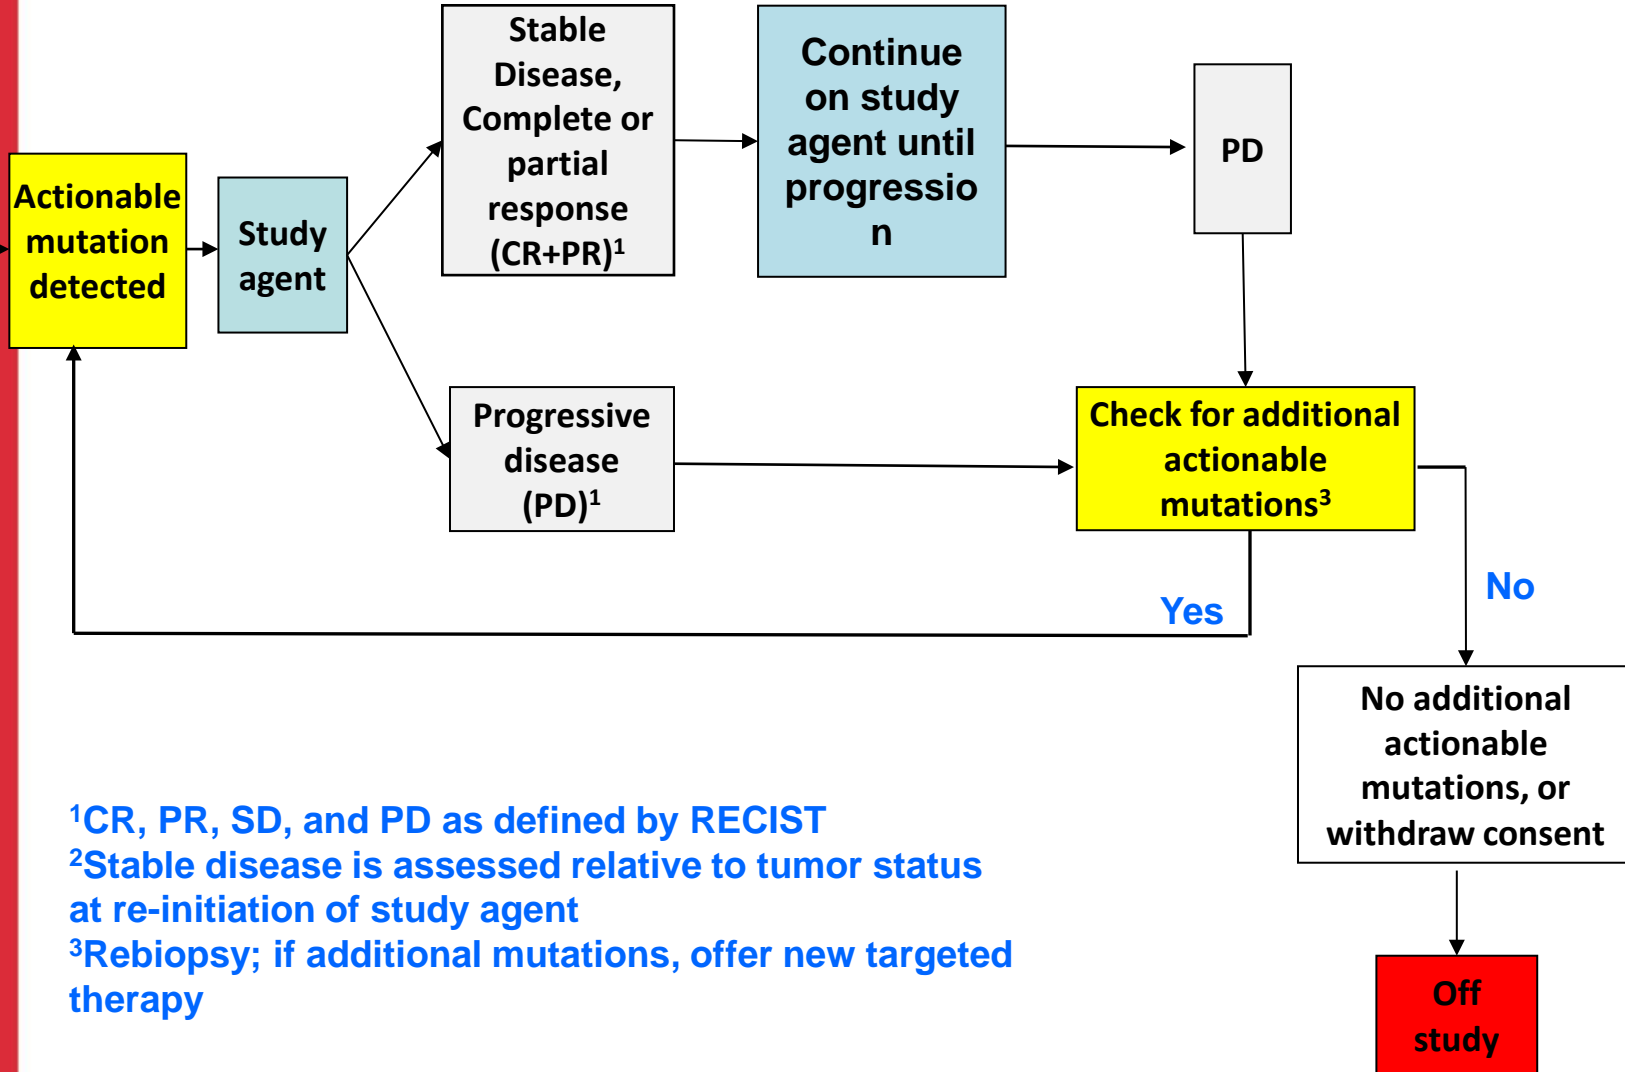 Stable
Disease,
Complete or
partial
response
(CR+PR)¹
Continue
on study
agent until
progressio
n
PD
Actionable
mutation
detected
Study
agent
Progressive
disease
(PD)¹
Check for additional
actionable
mutations³
Yes
No
No additional
actionable
mutations, or
withdraw consent
¹CR, PR, SD, and PD as defined by RECIST
²Stable disease is assessed relative to tumor status
at re-initiation of study agent
³Rebiopsy; if additional mutations, offer new targeted
therapy
Off
study